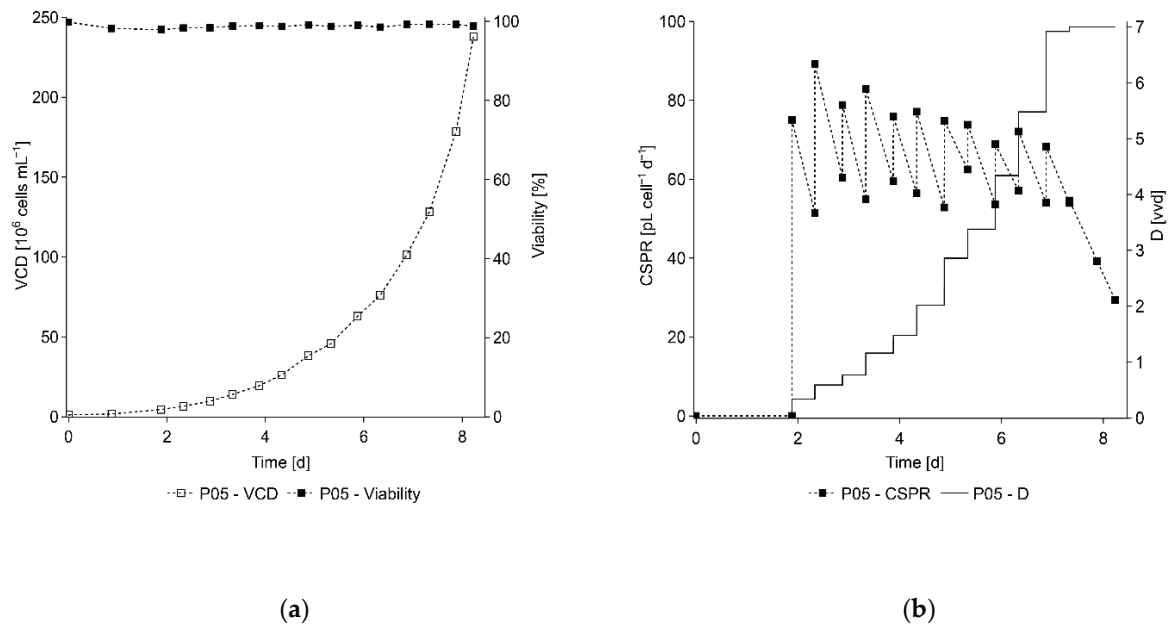 250
200
150
100
50
0
VCD [10⁶ cells mL⁻¹]
100
80
60
40
20
0
Viability [%]
0 2 4 6 8
Time [d]
P05 - VCD P05 - Viability
(a)
100
80
60
40
20
0
CSPR [pL cell⁻¹ d⁻¹]
7
6
5
4
3
2
1
0
D [vvd]
0 2 4 6 8
Time [d]
P05 - CSPR P05 - D
(b)